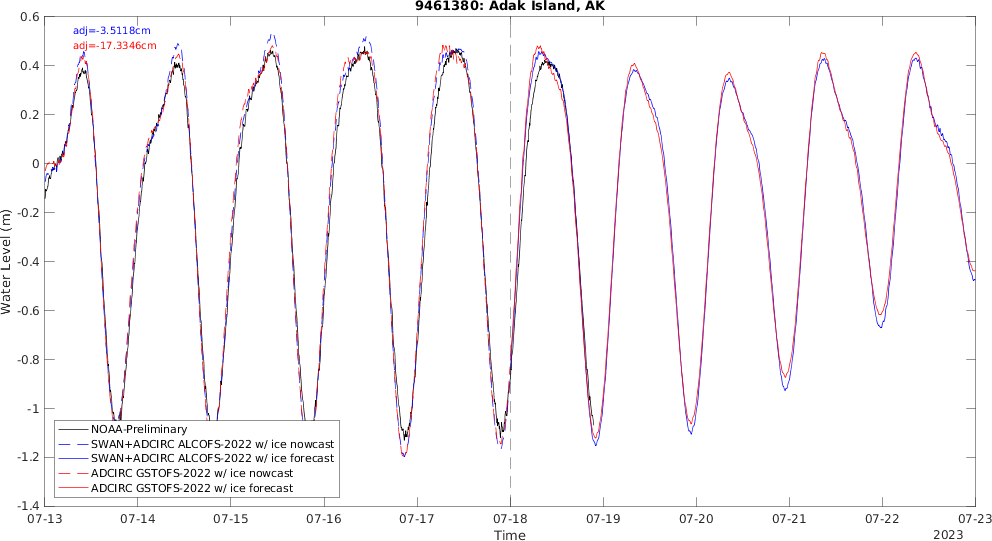 9461380: Adak Island, AK
adj=-3.5118cm
adj=-17.3346cm
0.6
0.4
0.2
0
-0.2
-0.4
-0.6
-0.8
-1
-1.2
-1.4
Water Level (m)
NOAA-Preliminary
SWAN+ADCIRC ALCOFS-2022 w/ ice nowcast
SWAN+ADCIRC ALCOFS-2022 w/ ice forecast
ADCIRC GSTOFS-2022 w/ ice nowcast
ADCIRC GSTOFS-2022 w/ ice forecast
07-13 07-14 07-15 07-16 07-17 07-18 07-19 07-20 07-21 07-22 07-23
Time
2023